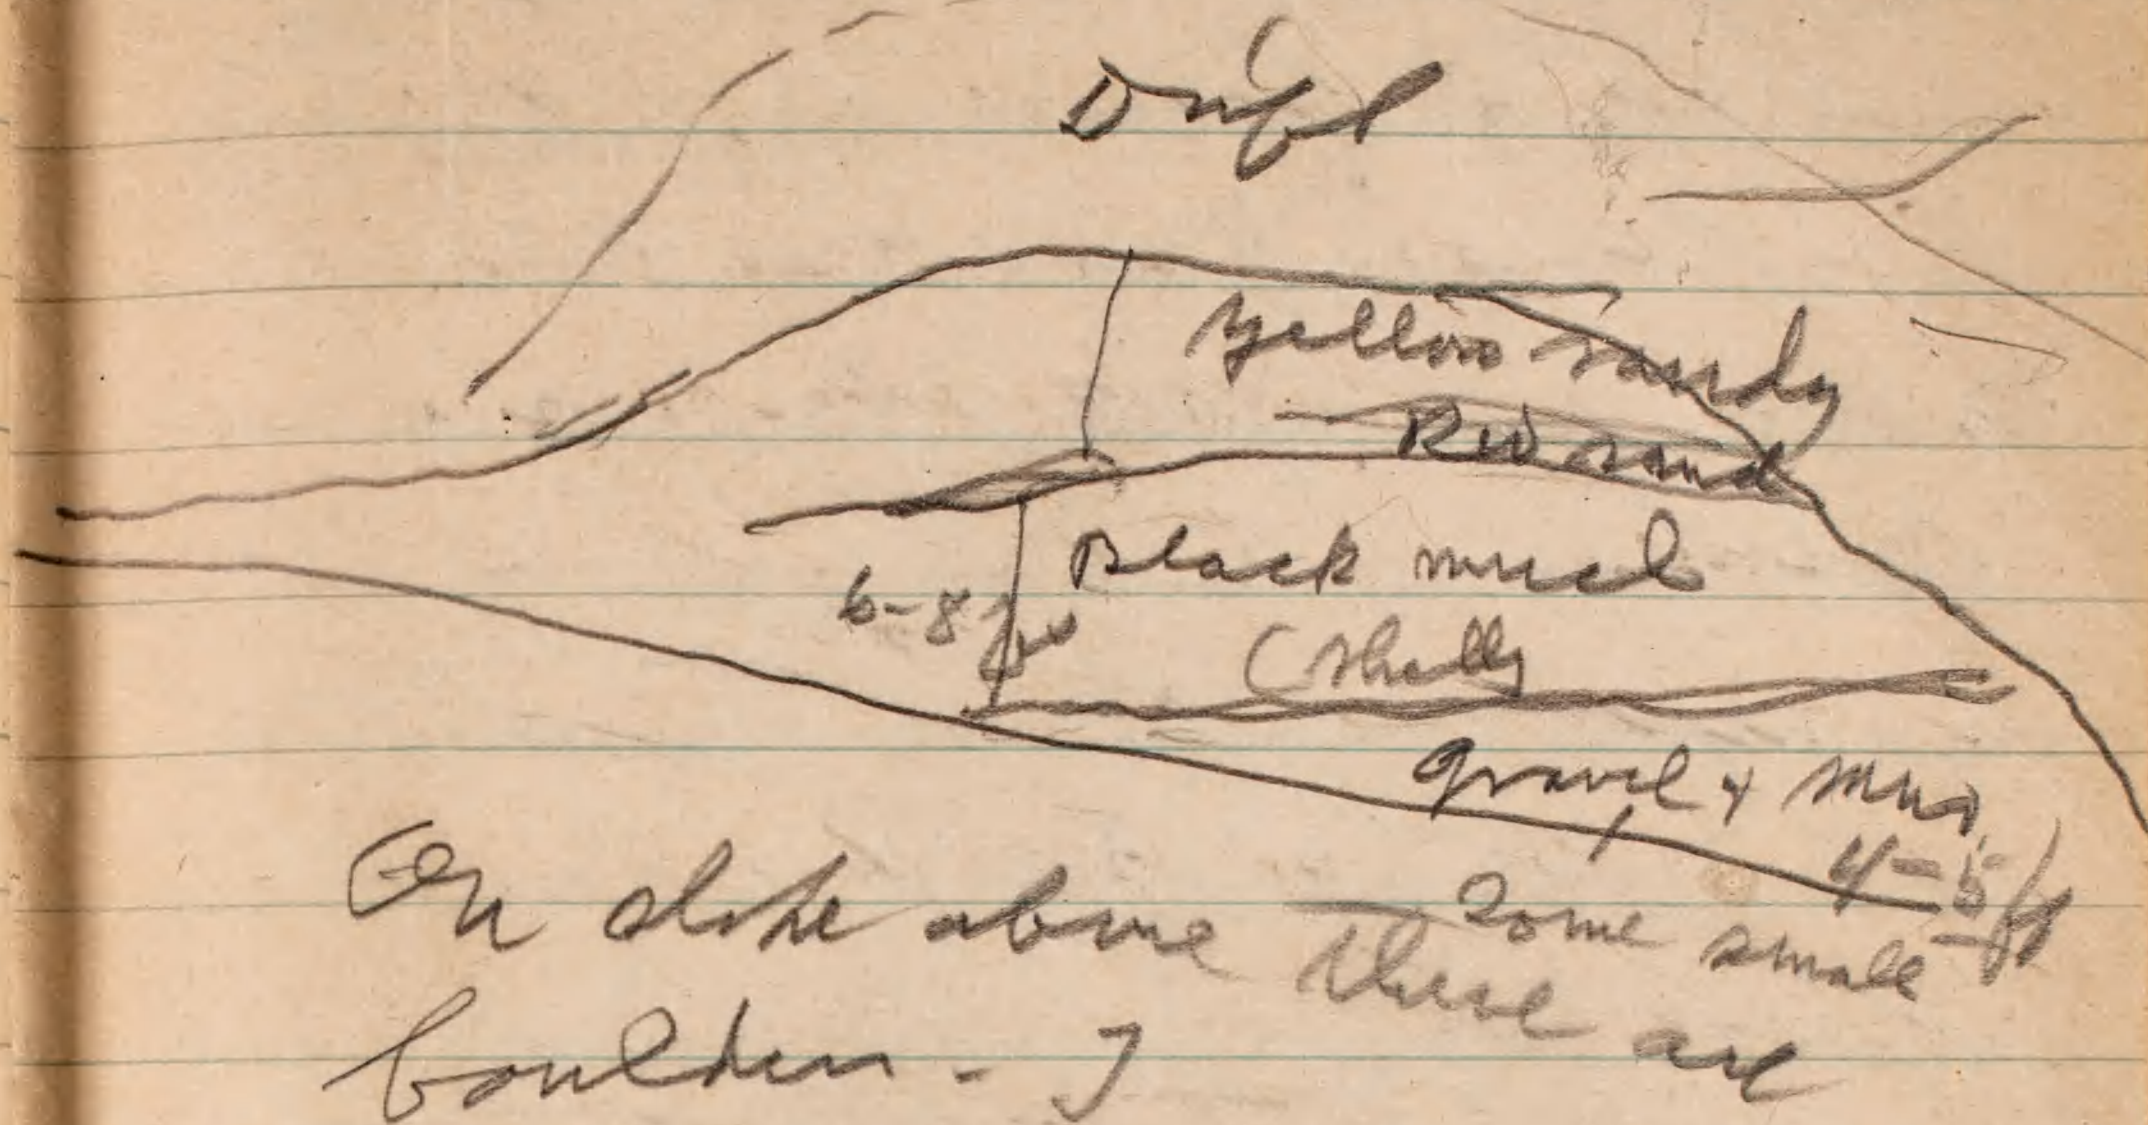 Drift
Yellow sandy
Red sand
Black muck
6-8 ft
(Shelly
Gravel & mud
4-5 ft
some small
On slope above there are
boulders.